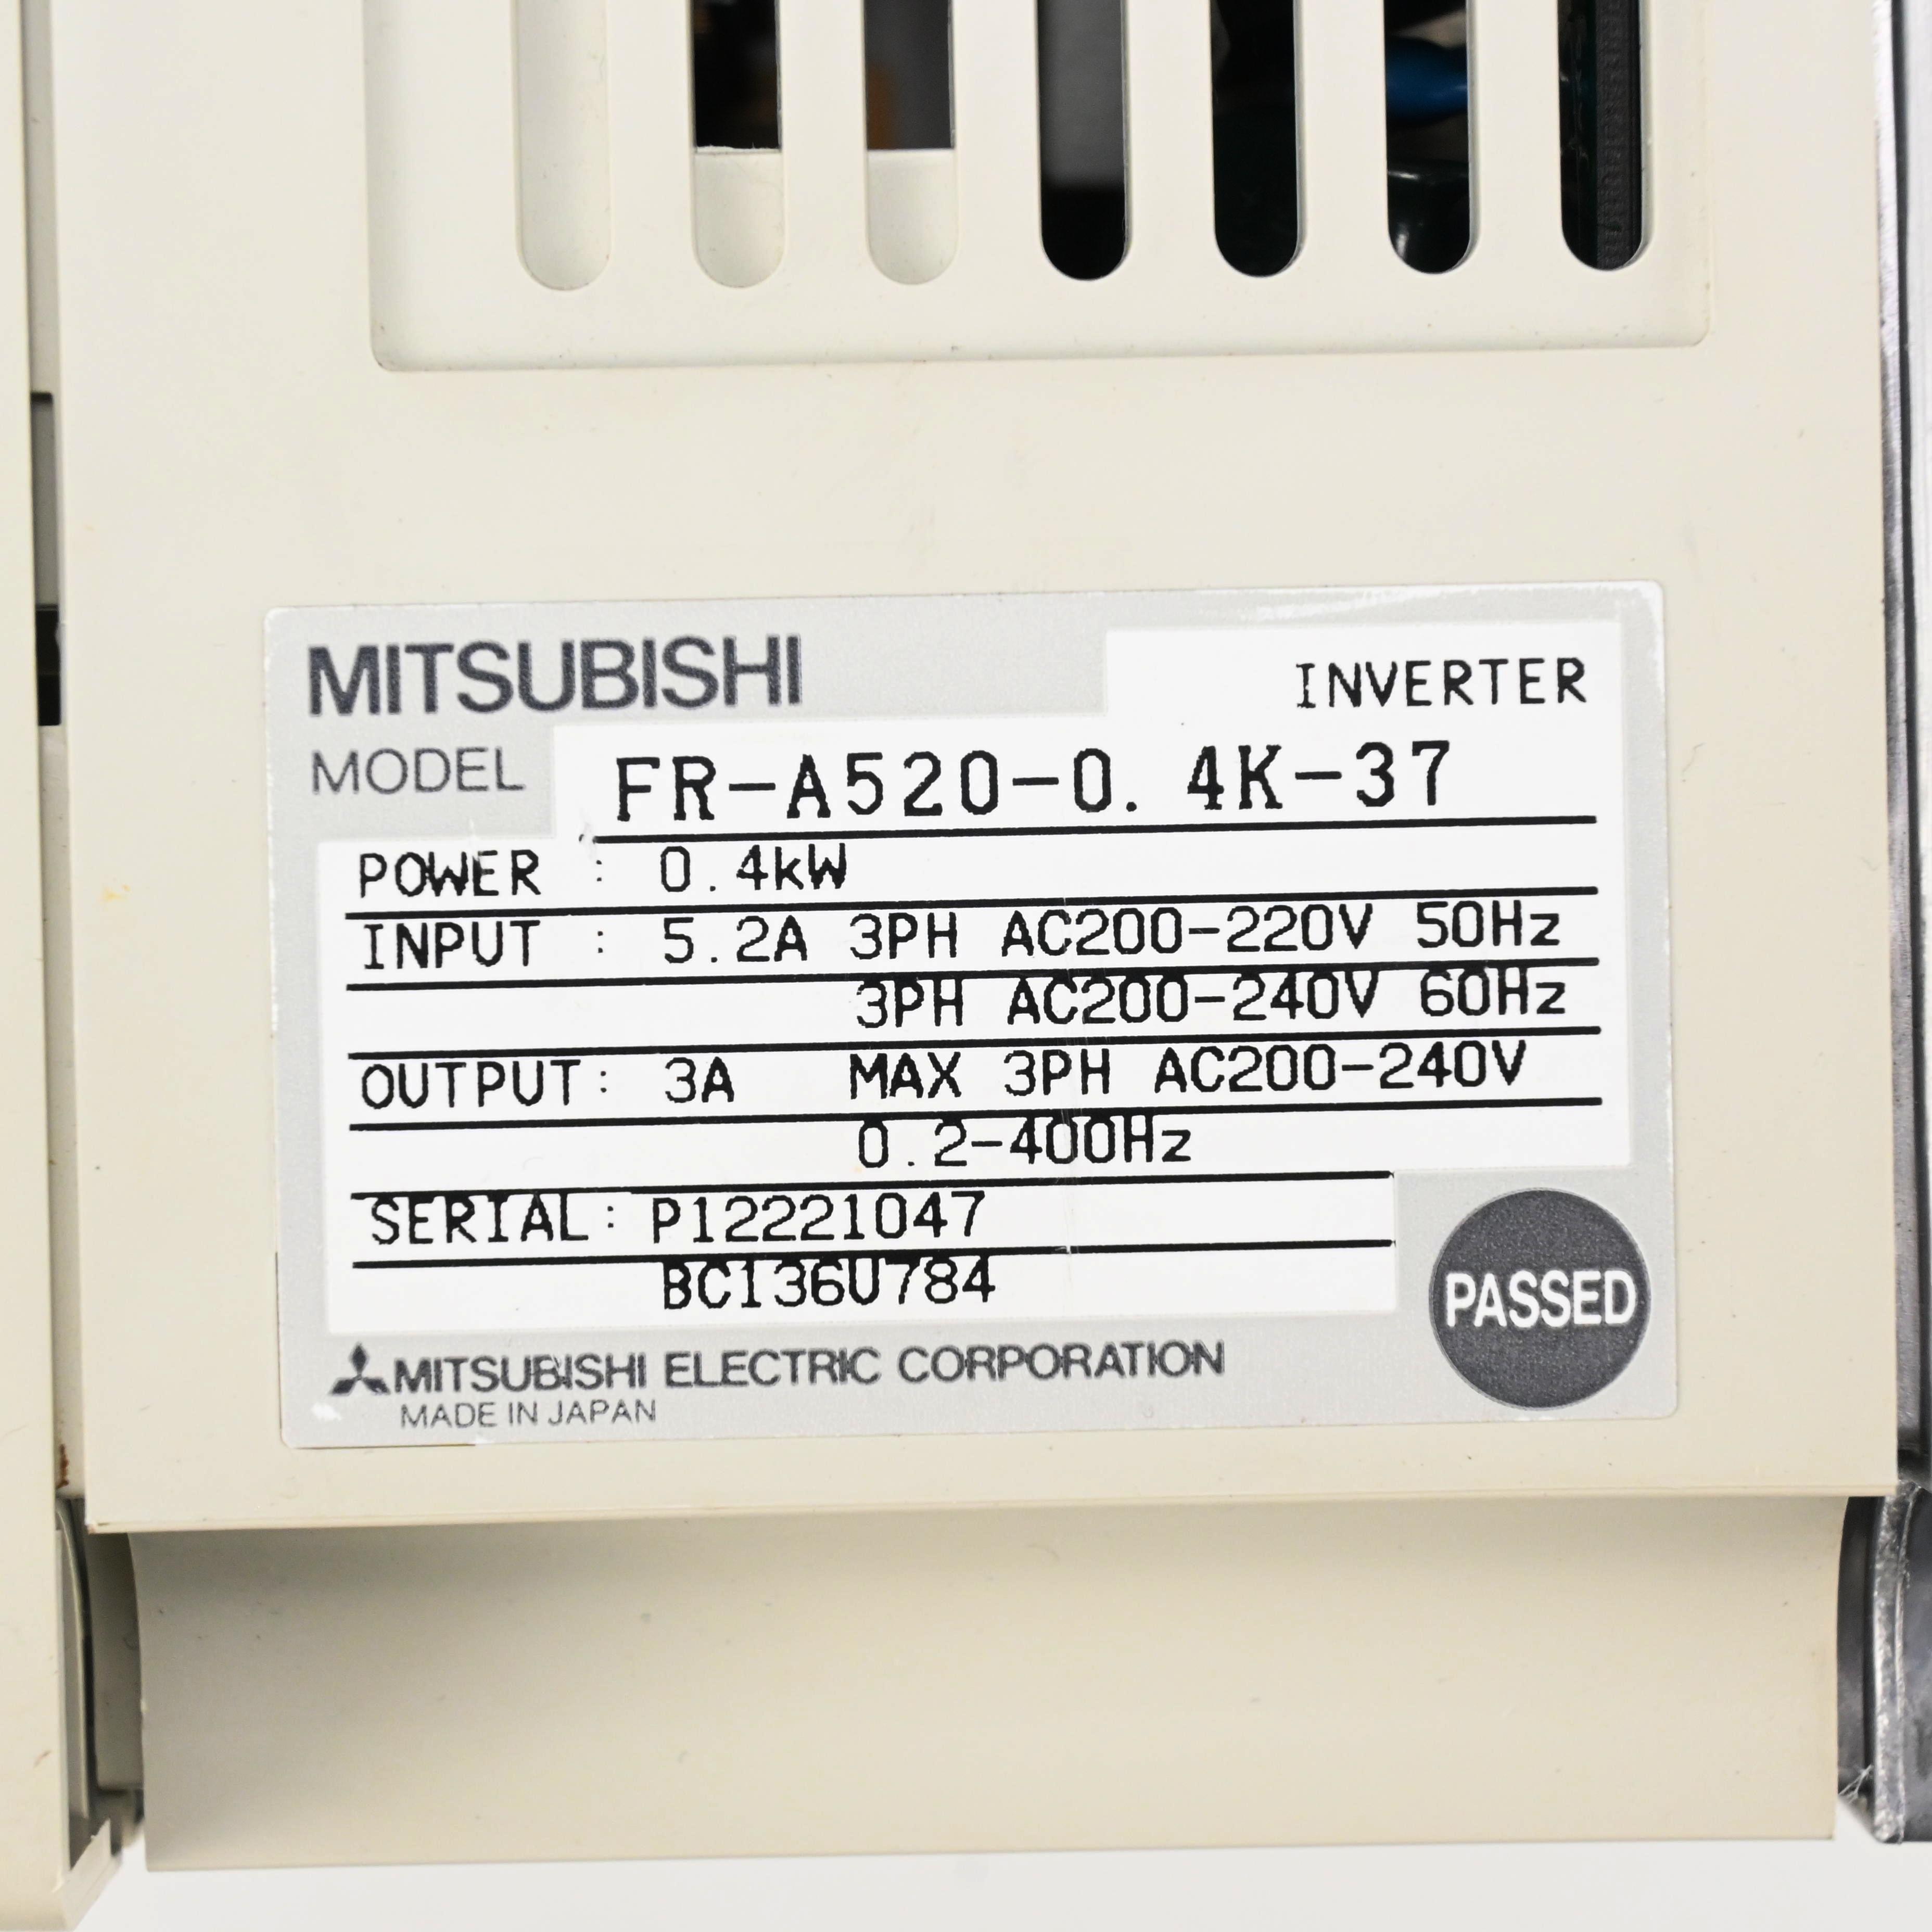 MITSUBISHI
INVERTER
MODEL FR-A520-0.4K-37
POWER : 0.4kW
INPUT : 5.2A 3PH AC200-220V 50Hz
3PH AC200-240V 60Hz
OUTPUT: 3A MAX 3PH AC200-240V
0.2-400Hz
SERIAL: P12221047
BC136U784
PASSED
MITSUBISHI ELECTRIC CORPORATION
MADE IN JAPAN